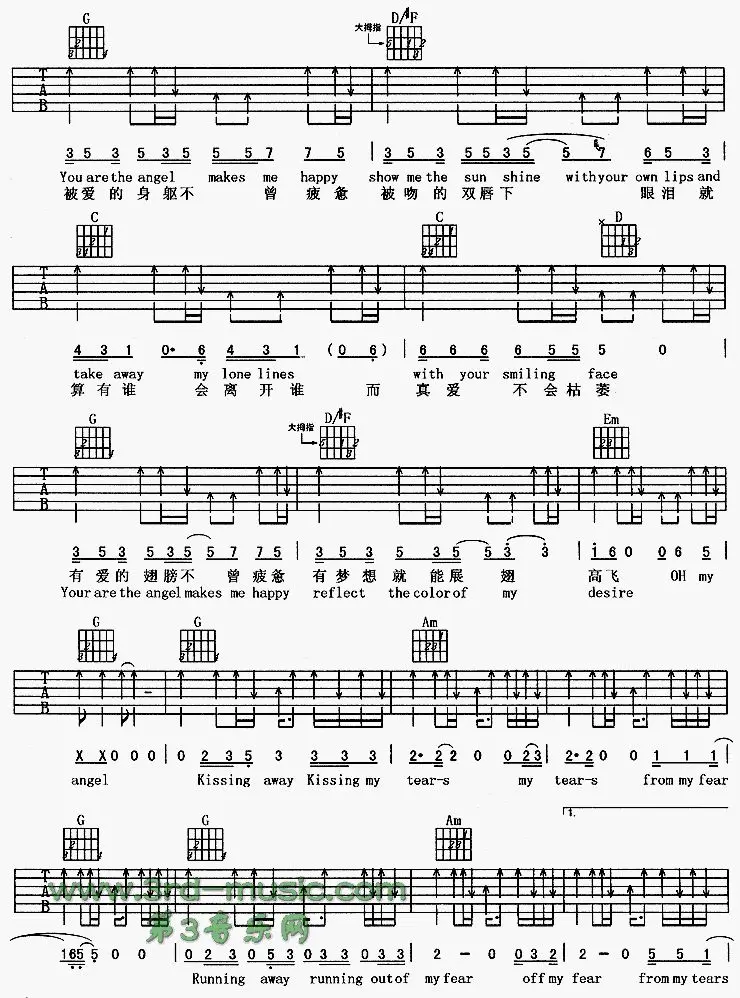 G D/#F
大拇指
T A B
3 5 3 5 3 5 5 5 7 7 5 | 3 5 3 5 5 3 5 5 7 6 5 3
You are the angel makes me happy show me the sun shine with your own lips and
被爱的身躯不 曾疲惫 被吻的双唇下 眼泪就
C C D
×
T A B
4 3 1 0· 6 4 3 1 (0 6) | 6 6 6 6 5 5 5 0 |
take away my lone lines with your smiling face
算有谁 会离开谁 而真爱 不会枯萎
G D/#F Em
大拇指
T A B
3 5 3 5 3 5 5 7 7 5 | 3 5 3 5 3 5 5 3 3 | 1 6 0 0 6 5
有爱的翅膀不 曾疲惫 有梦想就能展 翅 高飞 OH my
Your are the angel makes me happy reflect the color of my desire
G G Am
T A B
X X 0 0 0 | 0 2 3 5 3 3 3 3 | 2· 2 2 0 0 2 3 | 2· 2 0 0 1 1 1
angel Kissing away Kissing my tear-s my tear-s from my fear
1.
G G Am
T A B
www.3rd-music.com
第3音乐网
1 6 5 5 0 0 | 0 2 3 0 5 3 0 3 3 0 3 3 | 2 - 0 0 3 2 | 2 - 0 5 5 1
Running away running out of my fear off my fear from my tears